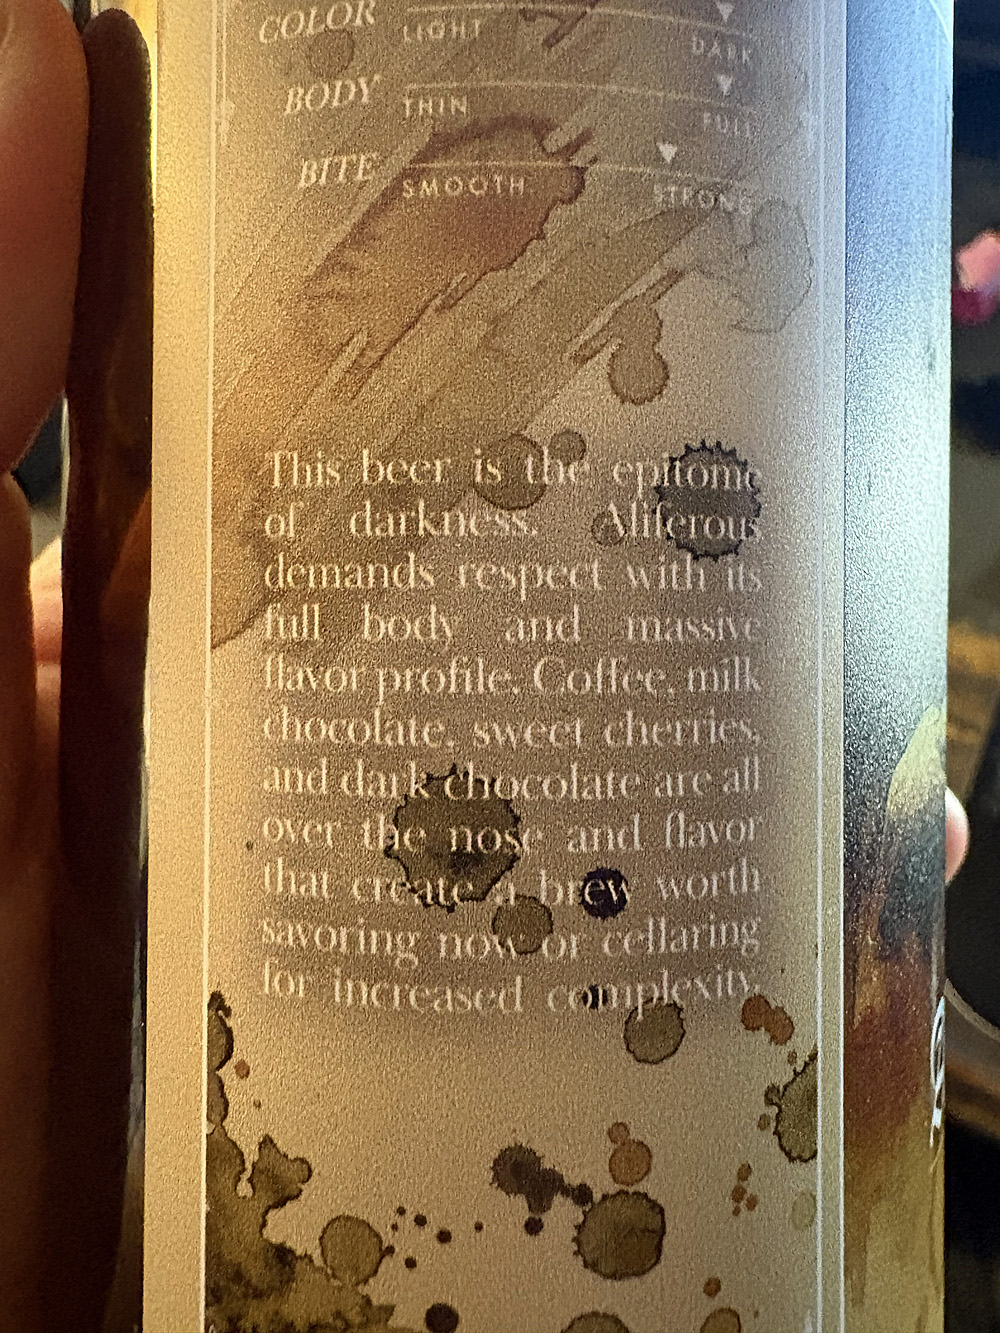 COLOR
LIGHT DARK
BODY
THIN FULL
BITE
SMOOTH STRONG
This beer is the epitome
of darkness. Aliferous
demands respect with its
full body and massive
flavor profile. Coffee, milk
chocolate, sweet cherries,
and dark chocolate are all
over the nose and flavor
that create a brew worth
savoring now or cellaring
for increased complexity.